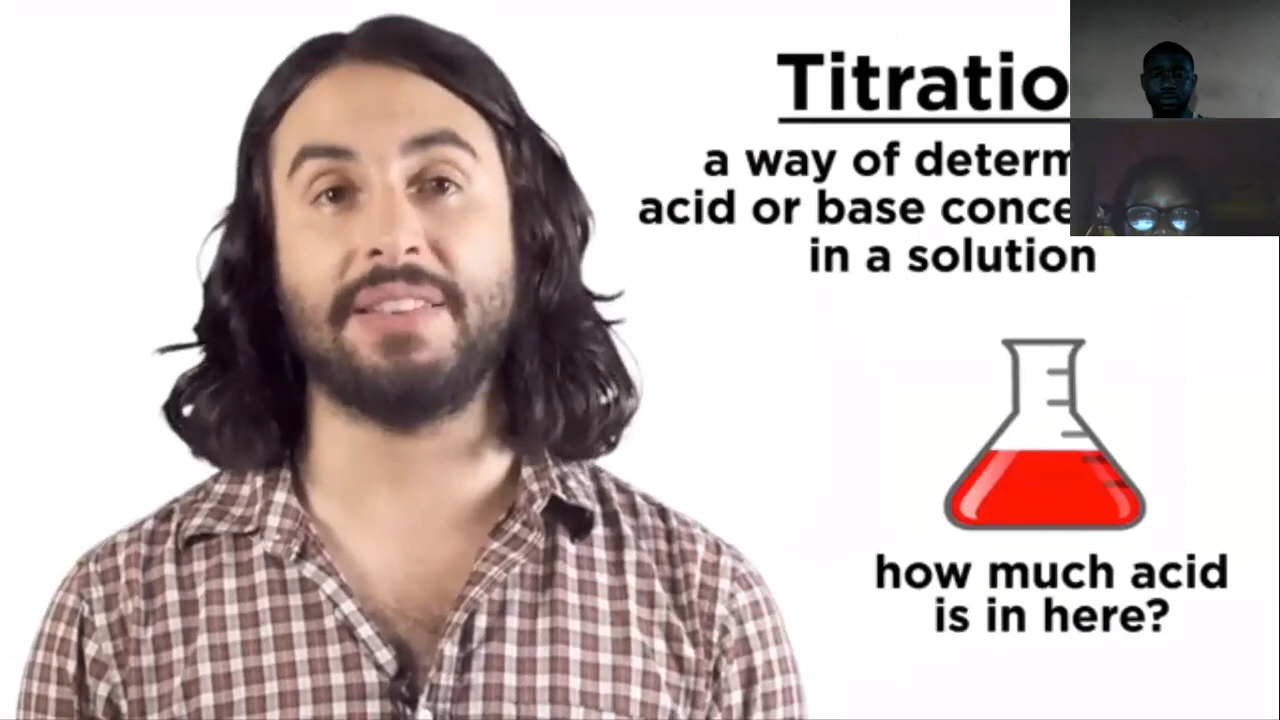 Titratio
a way of determ
acid or base conce
in a solution
how much acid
is in here?